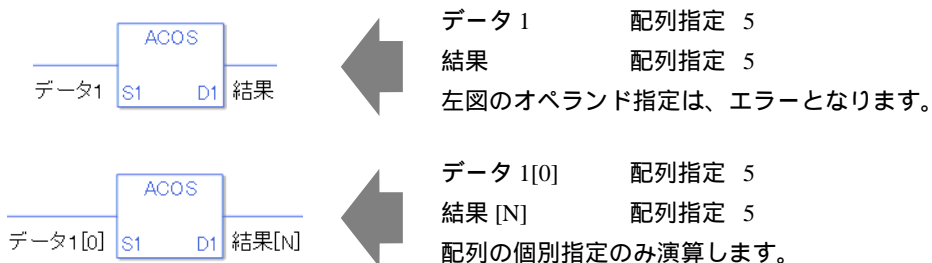 ACOS
データ1 S1 D1 結果
データ 1 配列指定 5
結果 配列指定 5
左図のオペランド指定は、エラーとなります。
ACOS
データ1[0] S1 D1 結果[N]
データ 1[0] 配列指定 5
結果 [N] 配列指定 5
配列の個別指定のみ演算します。